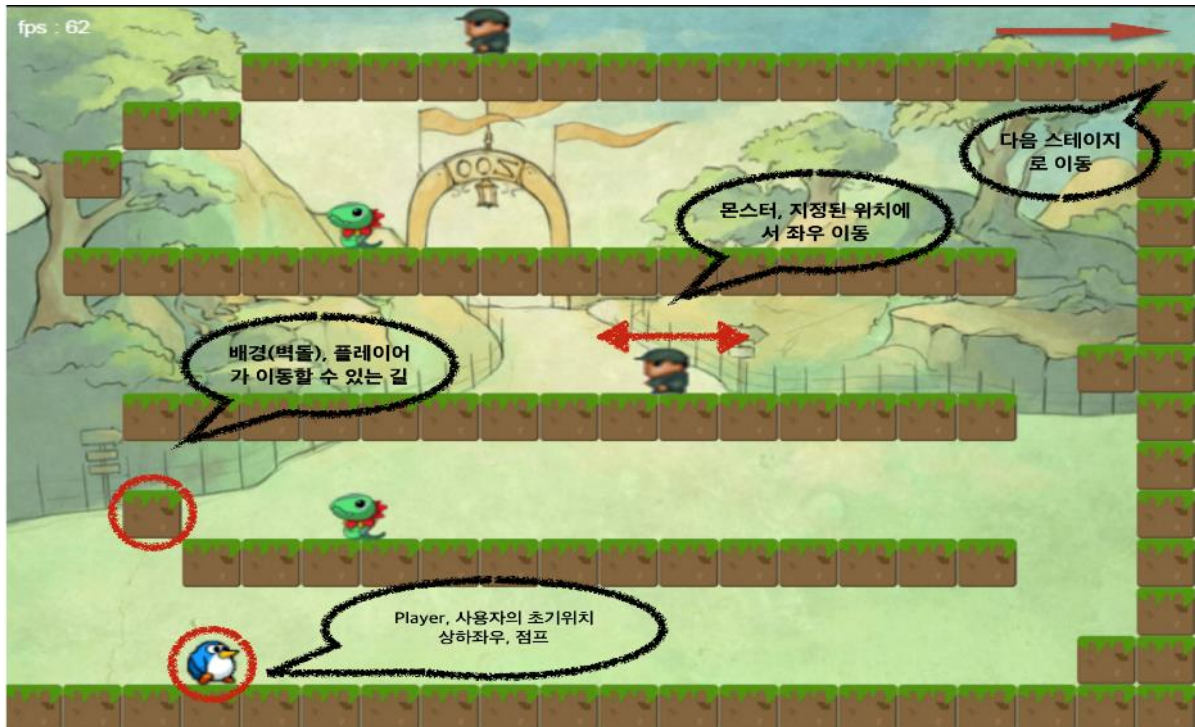 fps : 62
다음 스테이지
로 이동
몬스터, 지정된 위치에
서 좌우 이동
배경(벽돌), 플레이어
가 이동할 수 있는 길
Player, 사용자의 초기위치
상하좌우, 점프
ZOO